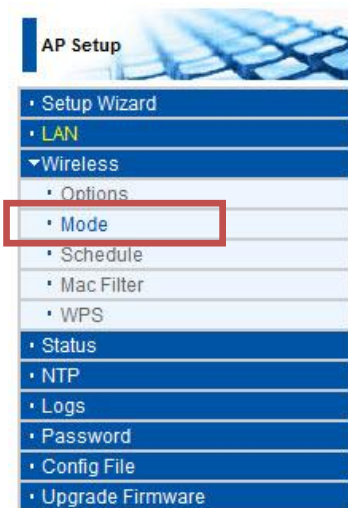 AP Setup
Setup Wizard
LAN
Wireless
Options
Mode
Schedule
Mac Filter
WPS
Status
NTP
Logs
Password
Config File
Upgrade Firmware